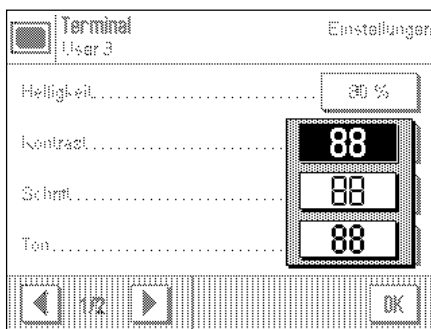 Terminal Einstellungen
User 3
Helligkeit 80 %
Kontrast 88
Schrift 88
Ton 88
1/2 OK